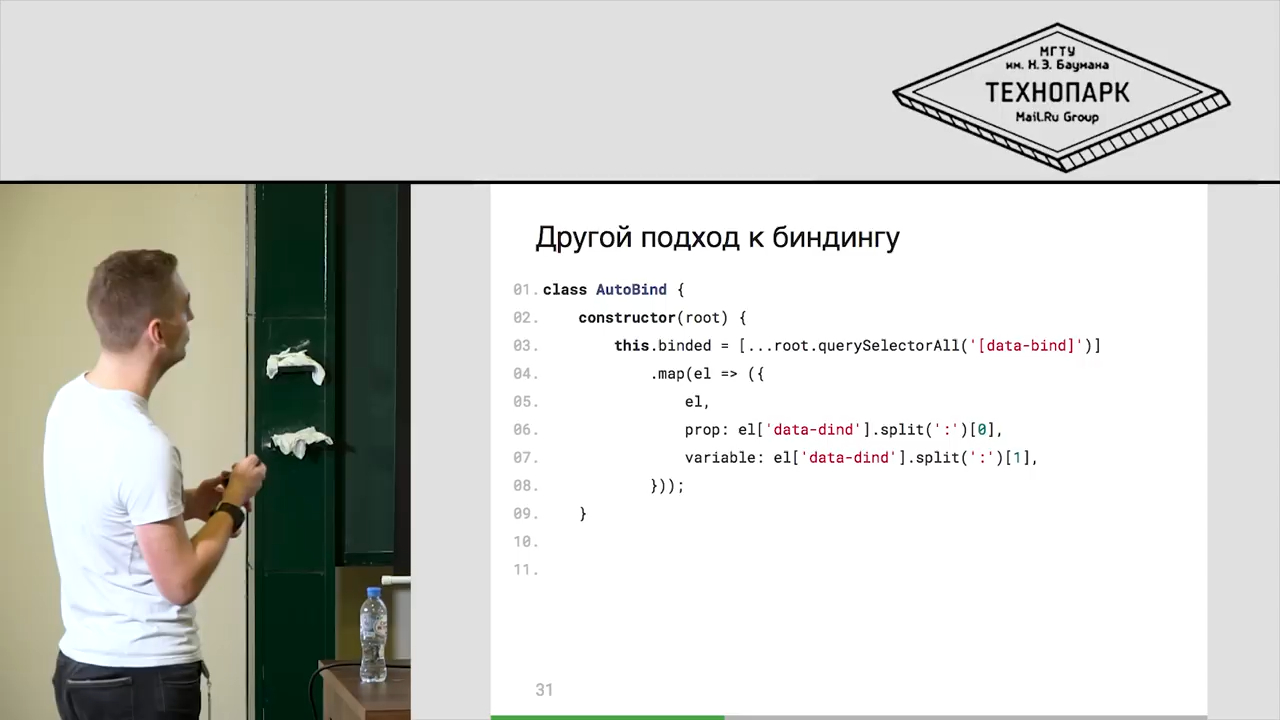 МГТУ
им. Н.Э. Баумана
ТЕХНОПАРК
Mail.Ru Group
Другой подход к биндингу
01. class AutoBind {
02. constructor(root) {
03. this.binded = [...root.querySelectorAll('[data-bind]')]
04. .map(el => ({
05. el,
06. prop: el['data-dind'].split(':')[0],
07. variable: el['data-dind'].split(':')[1],
08. }));
09. }
10.
11.
31